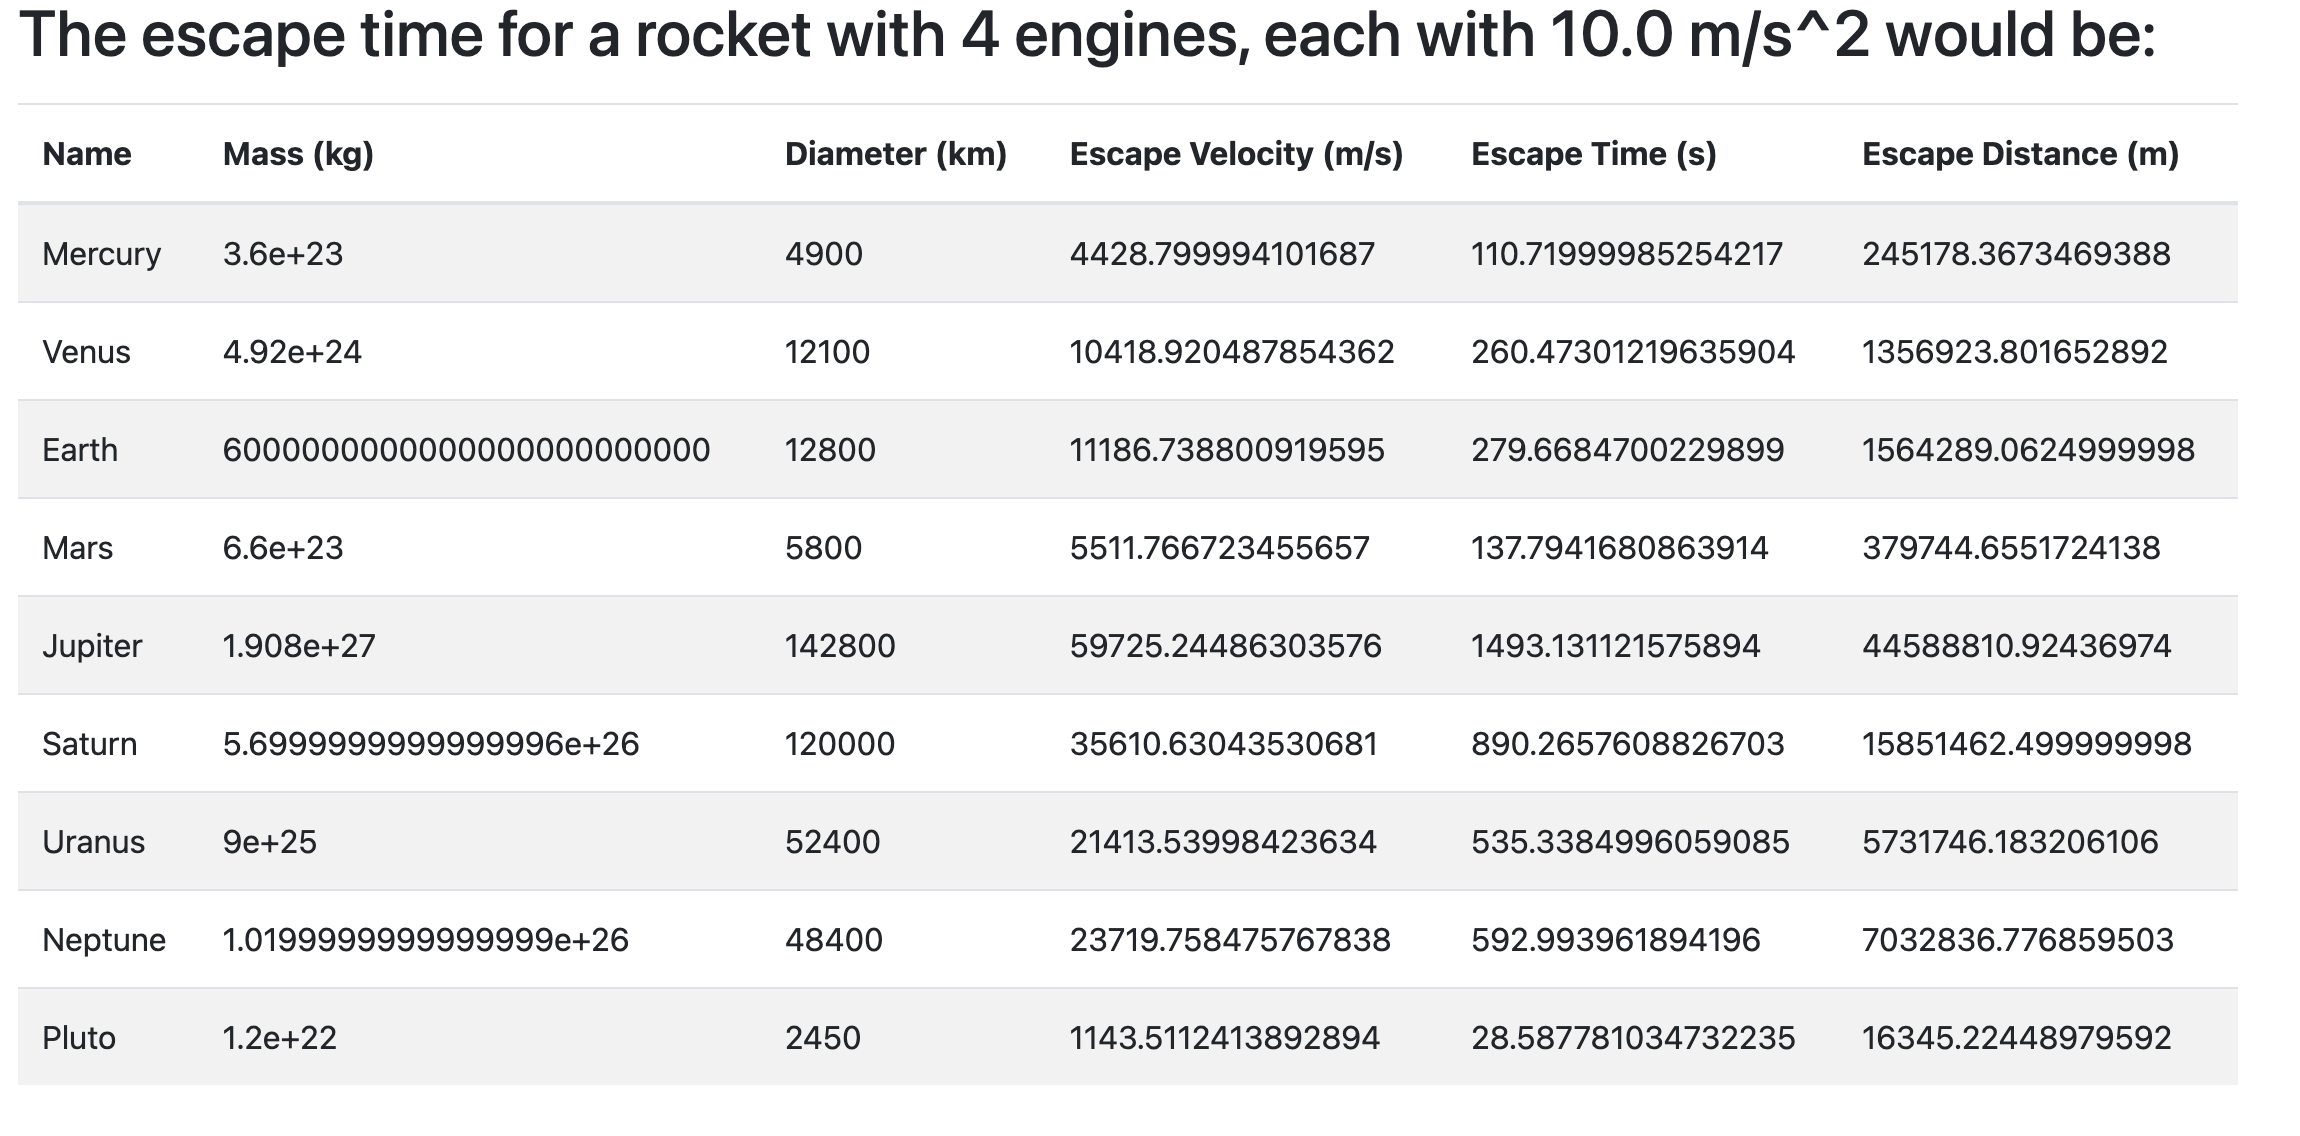 The escape time for a rocket with 4 engines, each with 10.0 m/s^2 would be:
Name Mass (kg) Diameter (km) Escape Velocity (m/s) Escape Time (s) Escape Distance (m)
Mercury 3.6e+23 4900 4428.799994101687 110.71999985254217 245178.3673469388
Venus 4.92e+24 12100 10418.920487854362 260.47301219635904 1356923.801652892
Earth 6000000000000000000000000 12800 11186.738800919595 279.6684700229899 1564289.0624999998
Mars 6.6e+23 5800 5511.766723455657 137.7941680863914 379744.6551724138
Jupiter 1.908e+27 142800 59725.24486303576 1493.131121575894 44588810.92436974
Saturn 5.6999999999999996e+26 120000 35610.63043530681 890.2657608826703 15851462.499999998
Uranus 9e+25 52400 21413.53998423634 535.3384996059085 5731746.183206106
Neptune 1.0199999999999999e+26 48400 23719.758475767838 592.993961894196 7032836.776859503
Pluto 1.2e+22 2450 1143.5112413892894 28.587781034732235 16345.22448979592